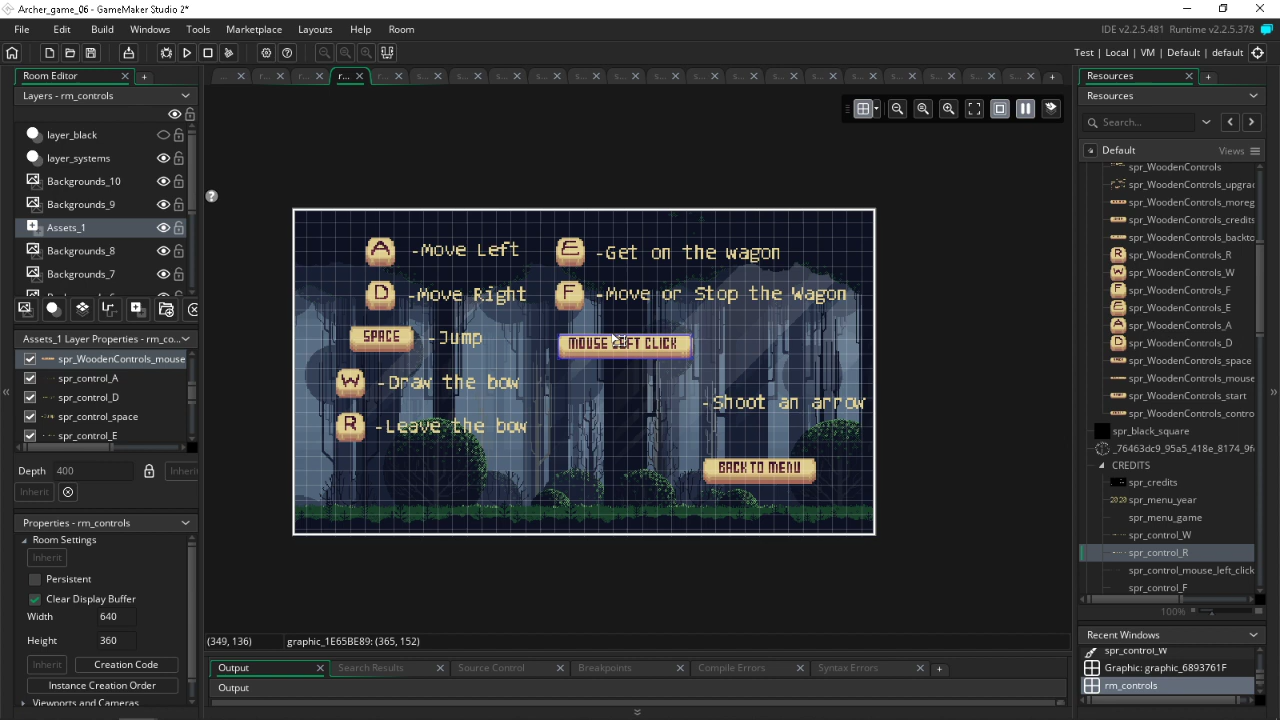 Archer_game_06 - GameMaker Studio 2*
File Edit Build Windows Tools Marketplace Layouts Help Room
IDE v2.2.5.481 Runtime v2.2.5.378
Test | Local | VM | Default | default
Room Editor
r... r... r... r... r... s... s... s... s... s... s... s... s... s... s... s... s... s... s... s...
Resources
Layers - rm_controls
Resources
Search...
layer_black
layer_systems
Backgrounds_10
Backgrounds_9
Assets_1
Backgrounds_8
Backgrounds_7
Assets_1 Layer Properties - rm_co...
spr_WoodenControls_mouse
spr_control_A
spr_control_D
spr_control_space
spr_control_E
Depth 400 Inheri
Inherit
Properties - rm_controls
Room Settings
Inherit
Persistent
Clear Display Buffer
Width 640
Height 360
Inherit Creation Code
Instance Creation Order
Viewports and Cameras
?
A -Move Left E -Get on the wagon
D -Move Right F -Move or Stop the Wagon
SPACE -Jump MOUSE LEFT CLICK
W -Draw the bow
-Shoot an arrow
R -Leave the bow
BACK TO MENU
(349, 136) graphic_1E65BE89: (365, 152)
Output Search Results Source Control Breakpoints Compile Errors Syntax Errors
Output
Default Views
spr_WoodenControls
spr_WoodenControls_upgra
spr_WoodenControls_moreg
spr_WoodenControls_credits
spr_WoodenControls_backto
spr_WoodenControls_R
spr_WoodenControls_W
spr_WoodenControls_F
spr_WoodenControls_E
spr_WoodenControls_A
spr_WoodenControls_D
spr_WoodenControls_space
spr_WoodenControls_mouse
spr_WoodenControls_start
spr_WoodenControls_contro
spr_black_square
_76463dc9_95a5_418e_8174_9f
CREDITS
spr_credits
spr_menu_year
spr_menu_game
spr_control_W
spr_control_R
spr_control_mouse_left_click
spr_control_F
100%
Recent Windows
spr_control_W
Graphic: graphic_6893761F
rm_controls